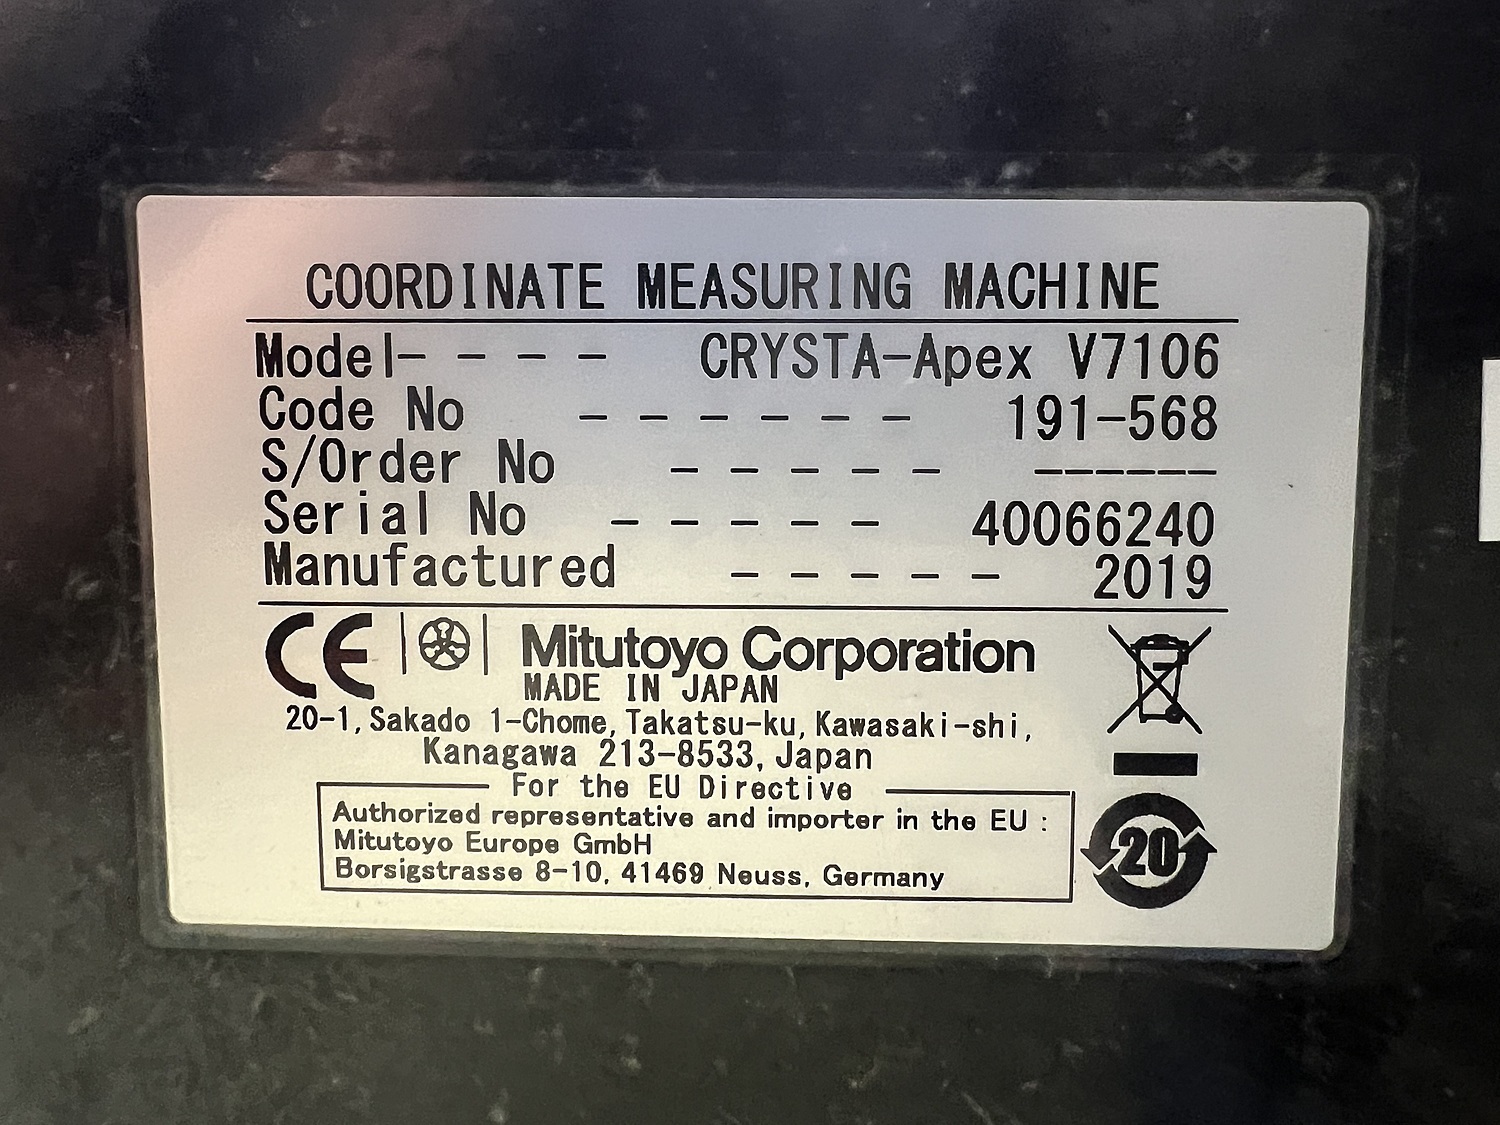 COORDINATE MEASURING MACHINE
Model- - - - - CRYSTA-Apex V7106
Code No - - - - - - 191-568
S/Order No - - - - - ------
Serial No - - - - - 40066240
Manufactured - - - - - 2019
CE Mitutoyo Corporation
MADE IN JAPAN
20-1, Sakado 1-Chome, Takatsu-ku, Kawasaki-shi,
Kanagawa 213-8533, Japan
For the EU Directive
Authorized representative and importer in the EU :
Mitutoyo Europe GmbH
Borsigstrasse 8-10, 41469 Neuss, Germany
20